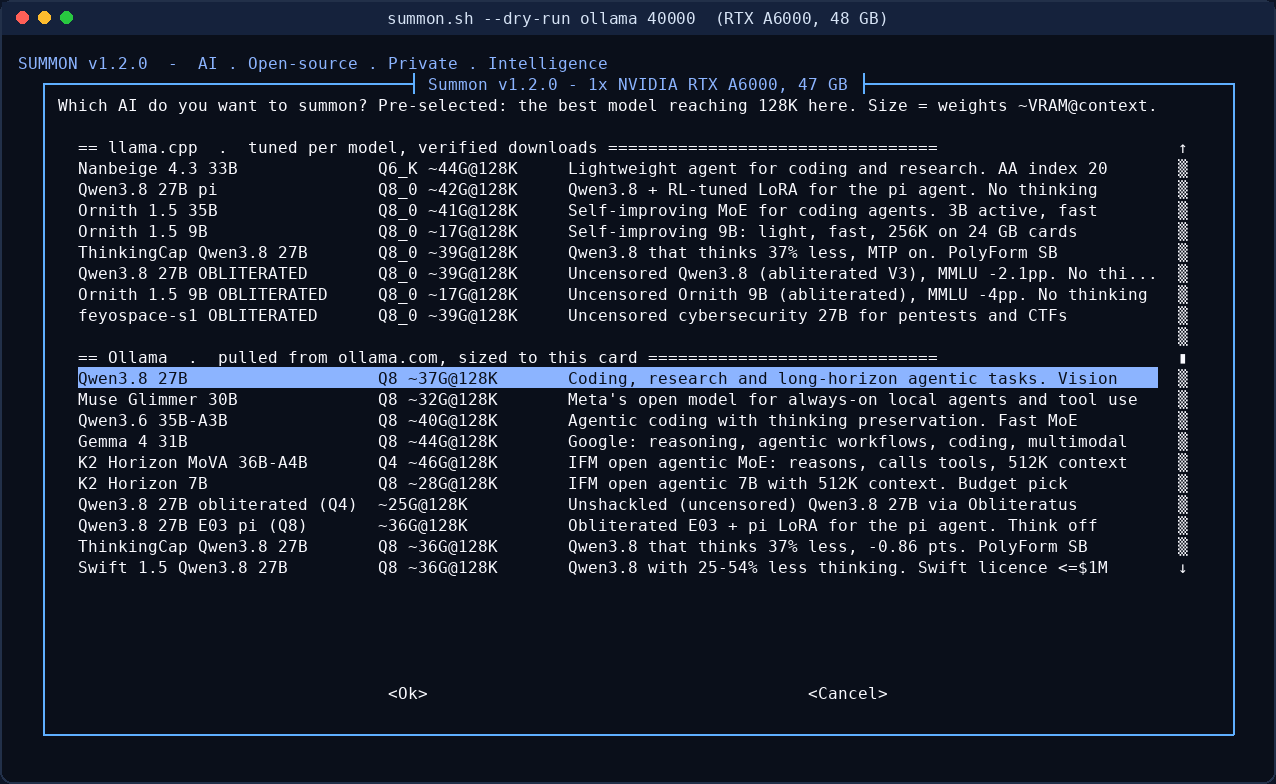 summon.sh --dry-run ollama 40000  (RTX A6000, 48 GB)
SUMMON v1.2.0  -  AI . Open-source . Private . Intelligence
Summon v1.2.0 - 1x NVIDIA RTX A6000, 47 GB
Which AI do you want to summon? Pre-selected: the best model reaching 128K here. Size = weights ~VRAM@context.
== llama.cpp  .  tuned per model, verified downloads ================================= ↑
Nanbeige 4.3 33B              Q6_K ~44G@128K     Lightweight agent for coding and research. AA index 20
Qwen3.8 27B pi                Q8_0 ~42G@128K     Qwen3.8 + RL-tuned LoRA for the pi agent. No thinking
Ornith 1.5 35B                Q8_0 ~41G@128K     Self-improving MoE for coding agents. 3B active, fast
Ornith 1.5 9B                 Q8_0 ~17G@128K     Self-improving 9B: light, fast, 256K on 24 GB cards
ThinkingCap Qwen3.8 27B       Q8_0 ~39G@128K     Qwen3.8 that thinks 37% less, MTP on. PolyForm SB
Qwen3.8 27B OBLITERATED       Q8_0 ~39G@128K     Uncensored Qwen3.8 (abliterated V3), MMLU -2.1pp. No thi...
Ornith 1.5 9B OBLITERATED     Q8_0 ~17G@128K     Uncensored Ornith 9B (abliterated), MMLU -4pp. No thinking
feyospace-s1 OBLITERATED      Q8_0 ~39G@128K     Uncensored cybersecurity 27B for pentests and CTFs
== Ollama  .  pulled from ollama.com, sized to this card =============================
Qwen3.8 27B                   Q8 ~37G@128K       Coding, research and long-horizon agentic tasks. Vision
Muse Glimmer 30B              Q8 ~32G@128K       Meta's open model for always-on local agents and tool use
Qwen3.6 35B-A3B               Q8 ~40G@128K       Agentic coding with thinking preservation. Fast MoE
Gemma 4 31B                   Q8 ~44G@128K       Google: reasoning, agentic workflows, coding, multimodal
K2 Horizon MoVA 36B-A4B       Q4 ~46G@128K       IFM open agentic MoE: reasons, calls tools, 512K context
K2 Horizon 7B                 Q8 ~28G@128K       IFM open agentic 7B with 512K context. Budget pick
Qwen3.8 27B obliterated (Q4)  ~25G@128K          Unshackled (uncensored) Qwen3.8 27B via Obliteratus
Qwen3.8 27B E03 pi (Q8)       ~36G@128K          Obliterated E03 + pi LoRA for the pi agent. Think off
ThinkingCap Qwen3.8 27B       Q8 ~36G@128K       Qwen3.8 that thinks 37% less, -0.86 pts. PolyForm SB
Swift 1.5 Qwen3.8 27B         Q8 ~36G@128K       Qwen3.8 with 25-54% less thinking. Swift licence <=$1M ↓
<Ok>                                      <Cancel>